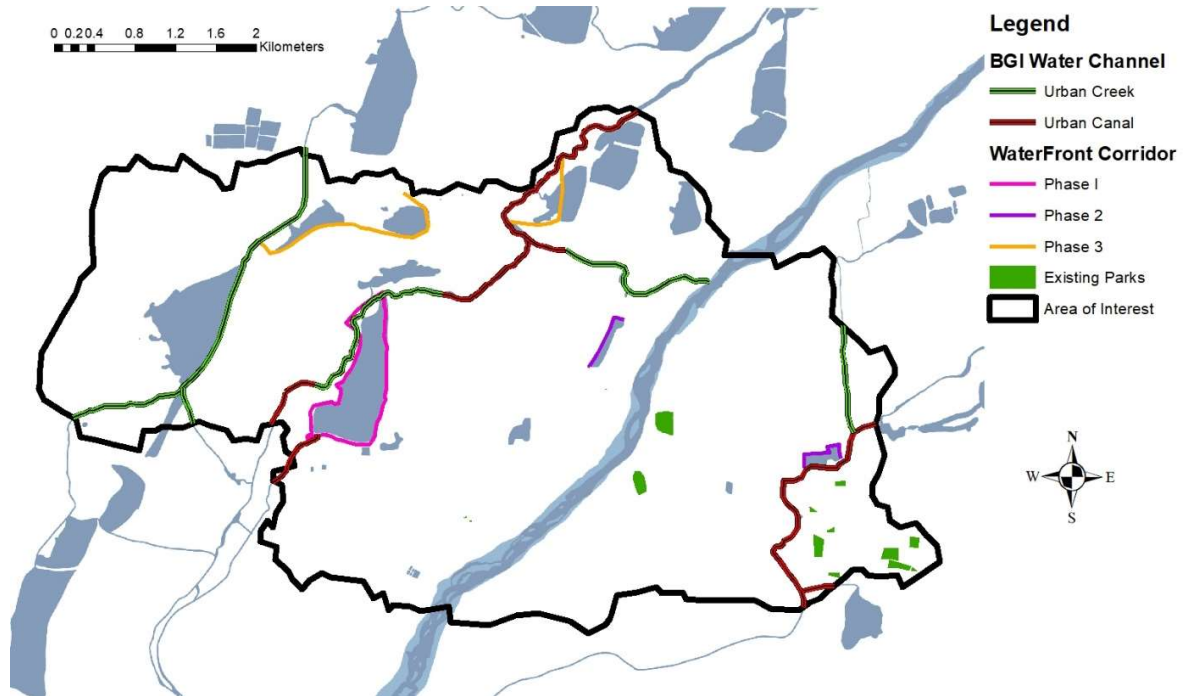 0 0.20.4 0.8 1.2 1.6 2
Kilometers
Legend
BGI Water Channel
Urban Creek
Urban Canal
WaterFront Corridor
Phase I
Phase 2
Phase 3
Existing Parks
Area of Interest
N
W E
S